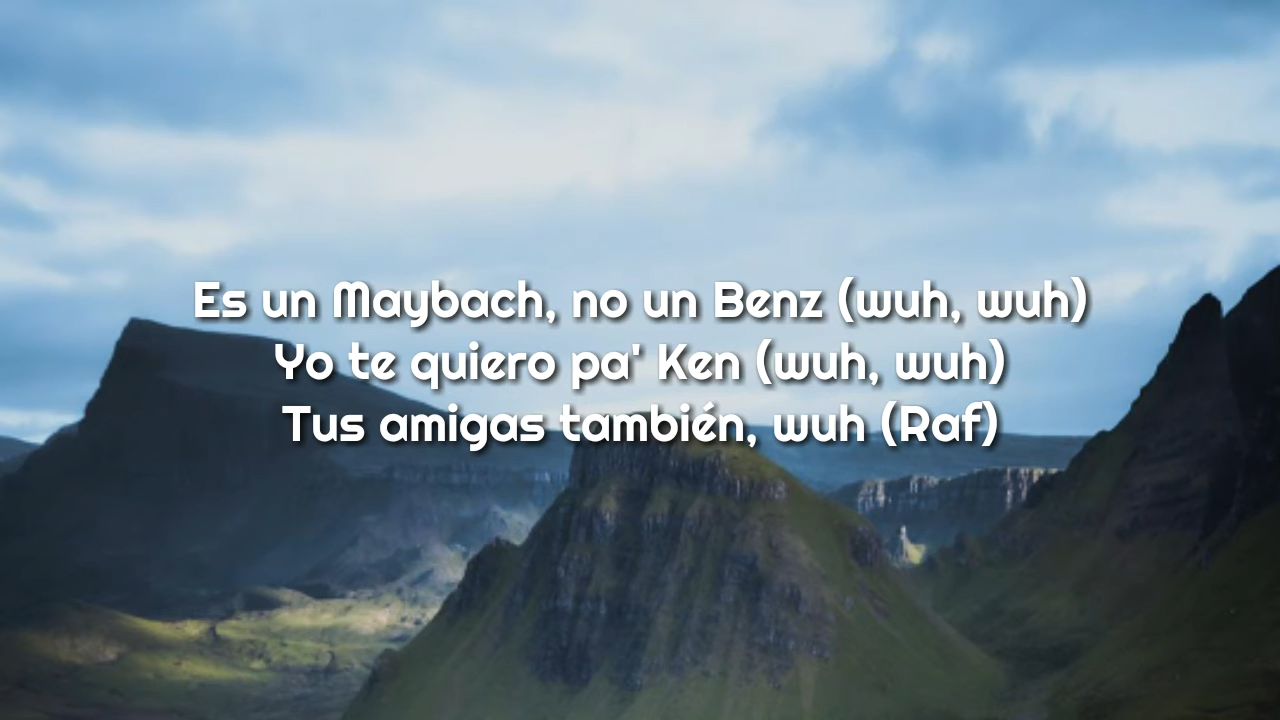 Es un Maybach, no un Benz (wuh, wuh)
Yo te quiero pa' Ken (wuh, wuh)
Tus amigas también, wuh (Raf)